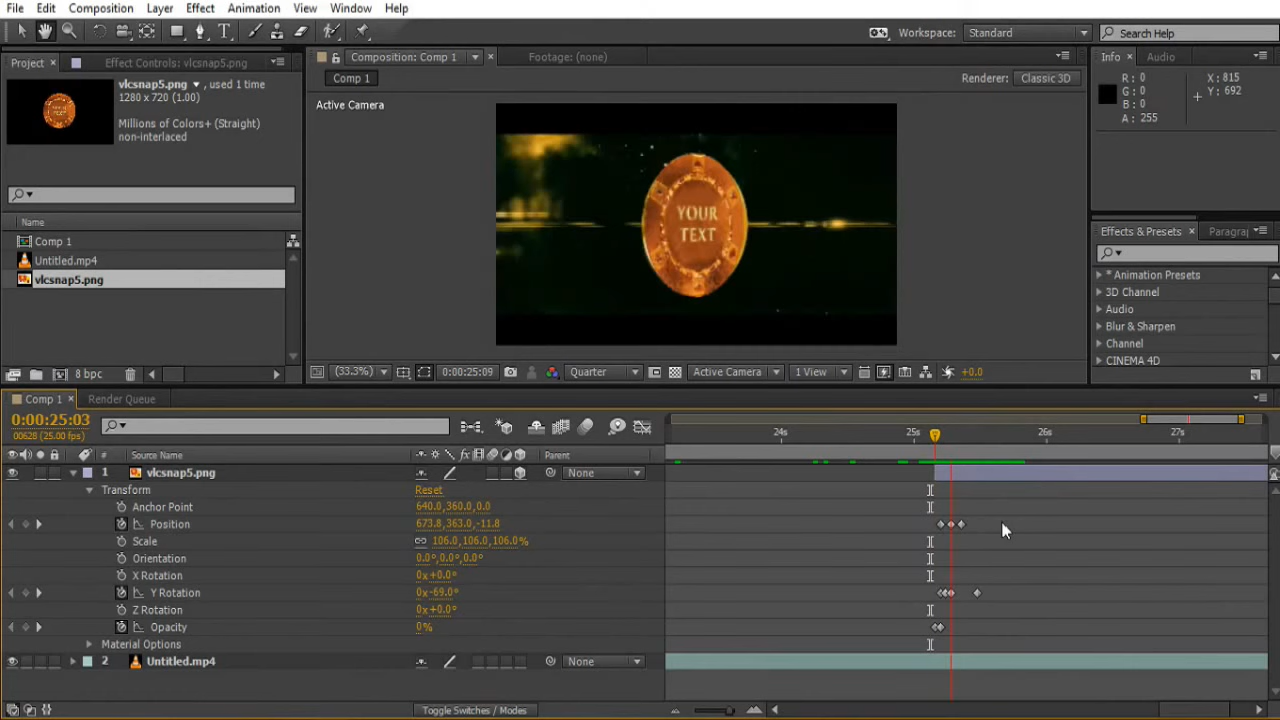 File Edit Composition Layer Effect Animation View Window Help
Workspace: Standard Search Help
Project Effect Controls: vlcsnap5.png
Composition: Comp 1 Footage: (none)
Info Audio
vlcsnap5.png , used 1 time
1280 x 720 (1.00)
Millions of Colors+ (Straight)
non-interlaced
Comp 1
Renderer: Classic 3D
Active Camera
R: 0
G: 0
B: 0
A: 255
X: 815
Y: 692
YOUR
TEXT
Name
Comp 1
Untitled.mp4
vlcsnap5.png
Effects & Presets Paragraj
* Animation Presets
3D Channel
Audio
Blur & Sharpen
Channel
CINEMA 4D
8 bpc
(33.3%) 0:00:25:09 Quarter Active Camera 1 View +0.0
Comp 1 Render Queue
0:00:25:03
00628 (25.00 fps)
24s 25s 26s 27s
# Source Name Parent
1 vlcsnap5.png None
Transform Reset
Anchor Point 640.0,360.0,0.0
Position 673.8,363.0,-11.8
Scale 106.0,106.0,106.0%
Orientation 0.0°,0.0°,0.0°
X Rotation 0x+0.0°
Y Rotation 0x-69.0°
Z Rotation 0x+0.0°
Opacity 0%
Material Options
2 Untitled.mp4 None
Toggle Switches / Modes